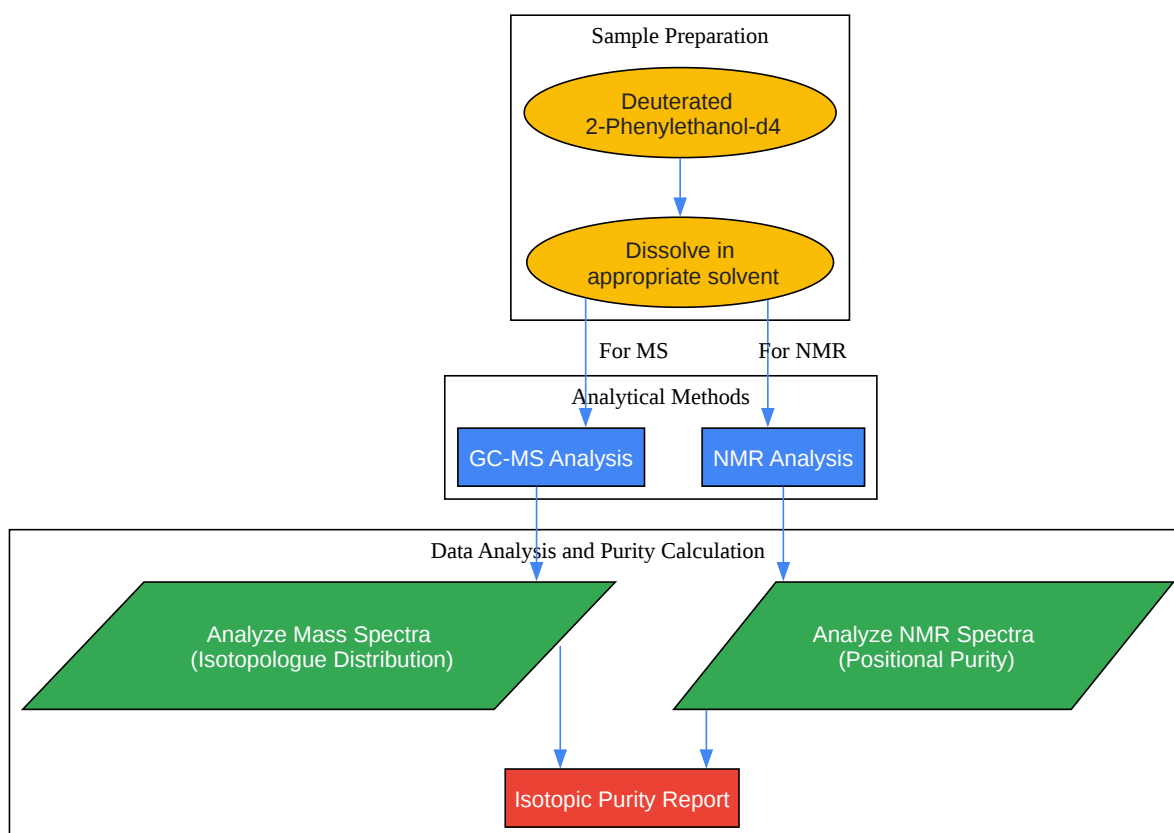 Sample Preparation
Deuterated
2-Phenylethanol-d4
Dissolve in
appropriate solvent
For MS
For NMR
Analytical Methods
GC-MS Analysis
NMR Analysis
Data Analysis and Purity Calculation
Analyze Mass Spectra
(Isotopologue Distribution)
Analyze NMR Spectra
(Positional Purity)
Isotopic Purity Report